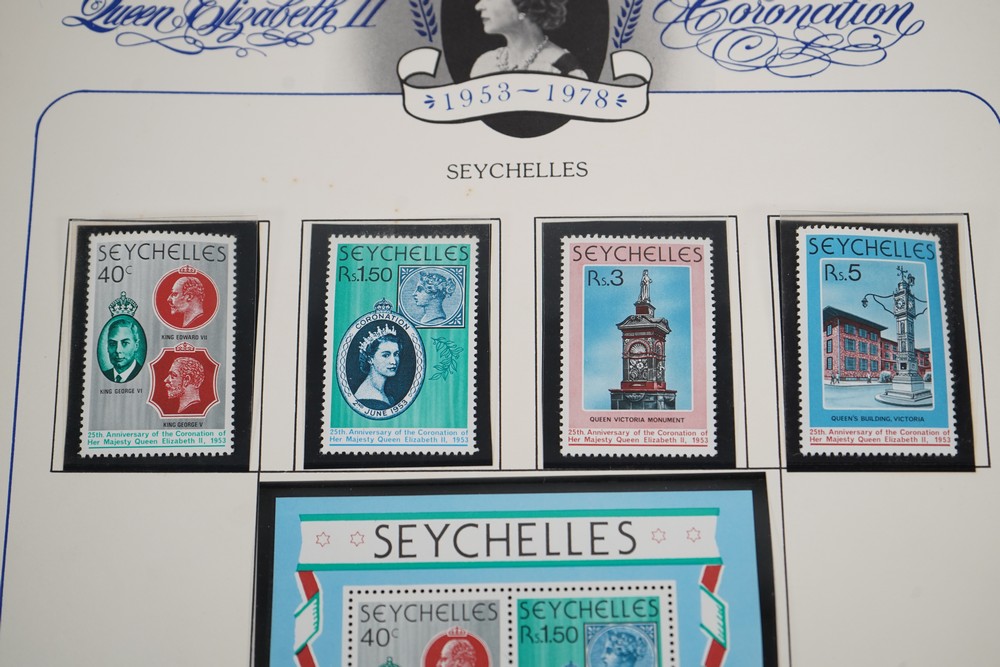 Queen Elizabeth II
Coronation
1953~1978
SEYCHELLES
SEYCHELLES
40c
KING EDWARD VII
KING GEORGE VI
KING GEORGE V
25th Anniversary of the Coronation of
Her Majesty Queen Elizabeth II, 1953
SEYCHELLES
Rs.1.50
CORONATION
2ND JUNE 1953
25th Anniversary of the Coronation of
Her Majesty Queen Elizabeth II, 1953
SEYCHELLES
Rs.3
QUEEN VICTORIA MONUMENT
25th Anniversary of the Coronation of
Her Majesty Queen Elizabeth II, 1953
SEYCHELLES
Rs.5
QUEEN'S BUILDING, VICTORIA
25th Anniversary of the Coronation of
Her Majesty Queen Elizabeth II, 1953
SEYCHELLES
SEYCHELLES
40c
SEYCHELLES
Rs.1.50